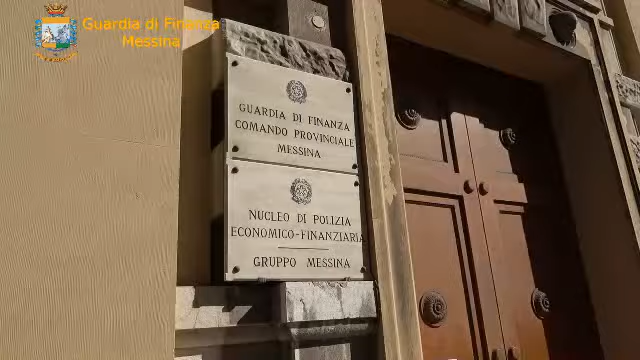 Guardia di Finanza
Messina
GUARDIA DI FINANZA
COMANDO PROVINCIALE
MESSINA
NUCLEO DI POLIZIA
ECONOMICO-FINANZIARIA
GRUPPO MESSINA